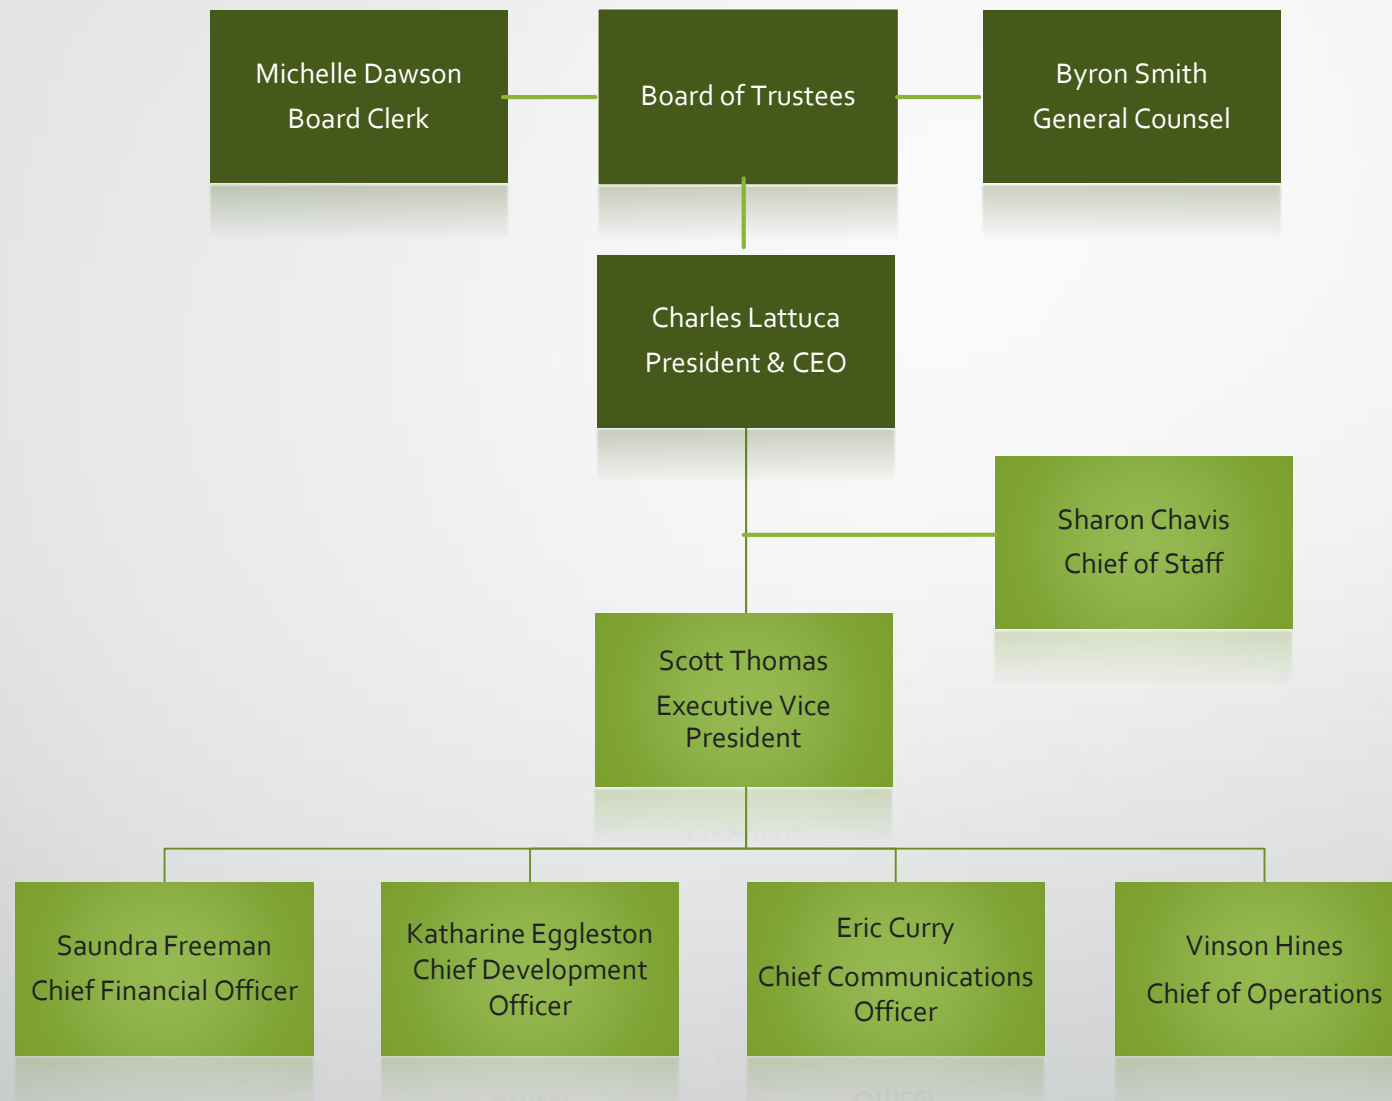 Michelle Dawson
Board Clerk
Board of Trustees
Byron Smith
General Counsel
Charles Lattuca
President & CEO
Sharon Chavis
Chief of Staff
Scott Thomas
Executive Vice
President
Saundra Freeman
Chief Financial Officer
Katharine Eggleston
Chief Development
Officer
Eric Curry
Chief Communications
Officer
Vinson Hines
Chief of Operations